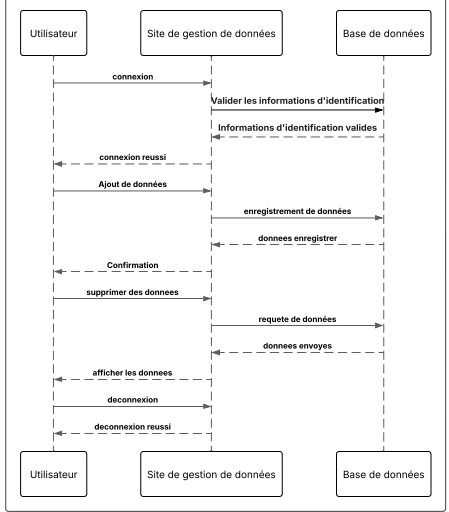 Utilisateur
Site de gestion de données
Base de données
connexion
Valider les informations d'identification
Informations d'identification valides
connexion reussi
Ajout de données
enregistrement de données
donnees enregistrer
Confirmation
supprimer des donnees
requete de données
donnees envoyes
afficher les donnees
deconnexion
deconnexion reussi
Utilisateur
Site de gestion de données
Base de données